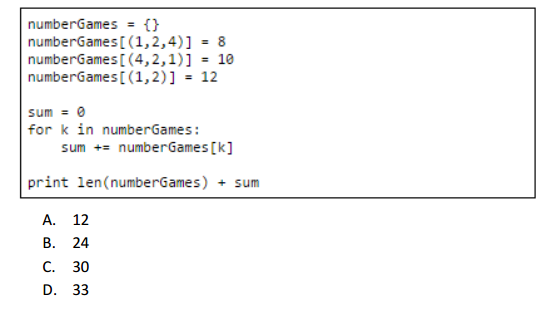 numberGames = {}
numberGames[(1,2,4)] = 8
numberGames[(4,2,1)] = 10
numberGames[(1,2)] = 12
sum = 0
for k in numberGames:
    sum += numberGames[k]
print len(numberGames) + sum
A. 12
B. 24
C. 30
D. 33